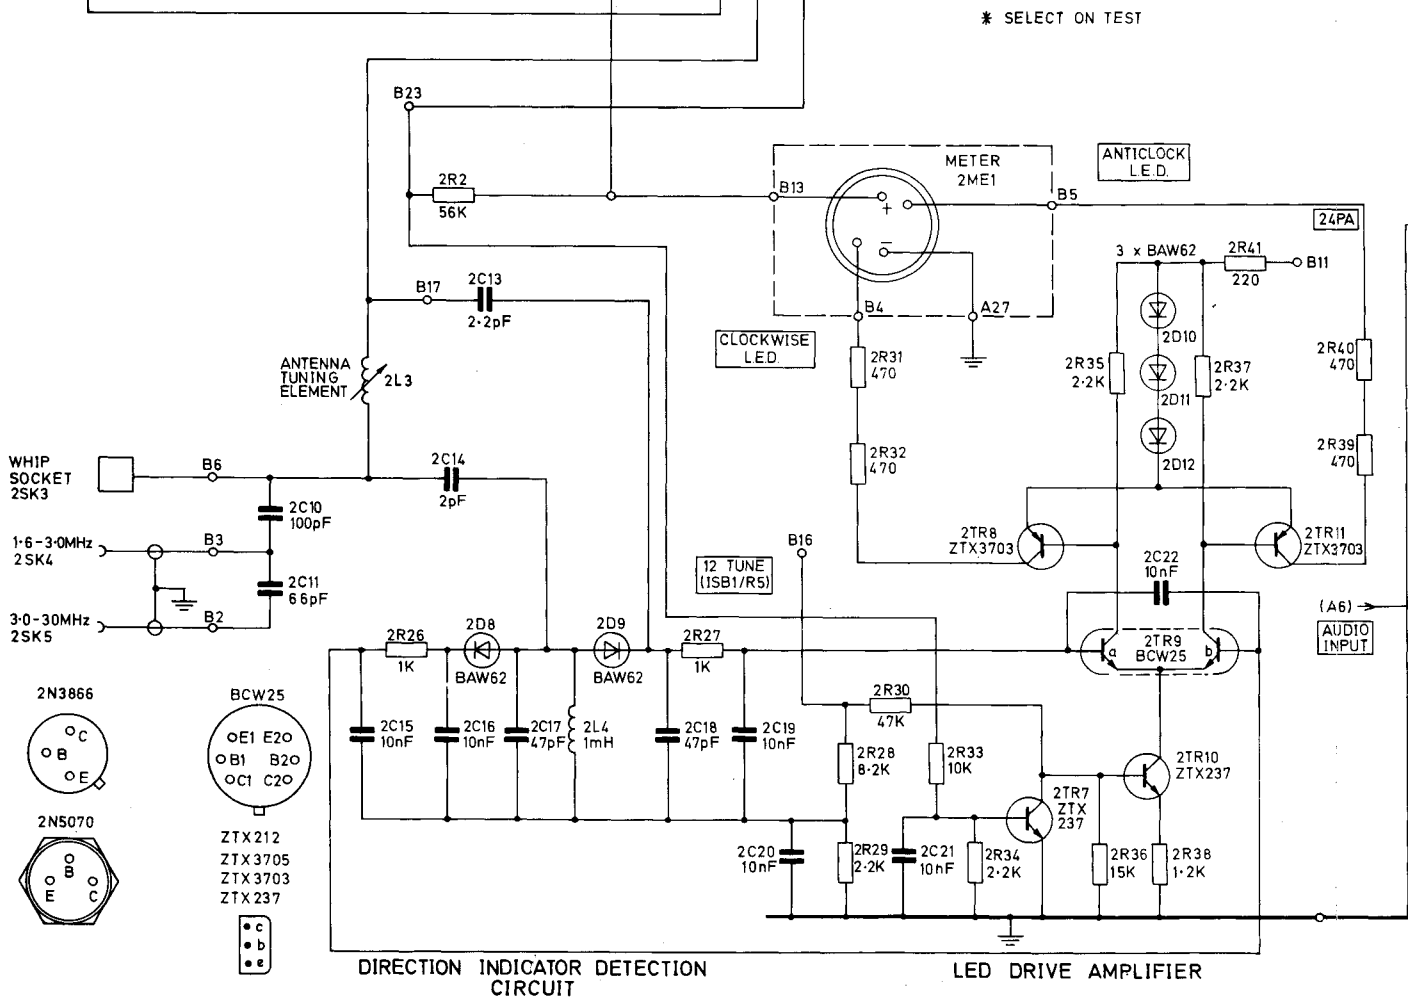 * SELECT ON TEST
B23
2R2
56K
B13
METER
2ME1
B5
ANTICLOCK
L.E.D.
24PA
+
−
3 x BAW62
2R41
220
B11
B17
2C13
2·2pF
B4
A27
CLOCKWISE
L.E.D.
2D10
2D11
2D12
ANTENNA
TUNING
ELEMENT
2L3
2R31
470
2R35
2·2K
2R37
2·2K
2R40
470
2R32
470
2R39
470
WHIP
SOCKET
2SK3
B6
2C14
2pF
2C10
100pF
1·6-3·0MHz
2SK4
B3
B16
12 TUNE
(ISB1/R5)
2TR8
ZTX3703
2TR11
ZTX3703
2C22
10nF
2C11
66pF
3·0-30MHz
2SK5
B2
(A6)
AUDIO
INPUT
2R26
1K
2D8
BAW62
2D9
BAW62
2R27
1K
a
2TR9
BCW25
b
2N3866
C
B
E
BCW25
E1 E2
B1 B2
C1 C2
2C15
10nF
2C16
10nF
2C17
47pF
2L4
1mH
2C18
47pF
2C19
10nF
2R30
47K
2R28
8·2K
2R33
10K
2TR7
ZTX
237
2TR10
ZTX237
2N5070
B
E
C
ZTX212
ZTX3705
ZTX3703
ZTX237
c
b
e
2C20
10nF
2R29
2·2K
2C21
10nF
2R34
2·2K
2R36
15K
2R38
1·2K
DIRECTION INDICATOR DETECTION
CIRCUIT
LED DRIVE AMPLIFIER